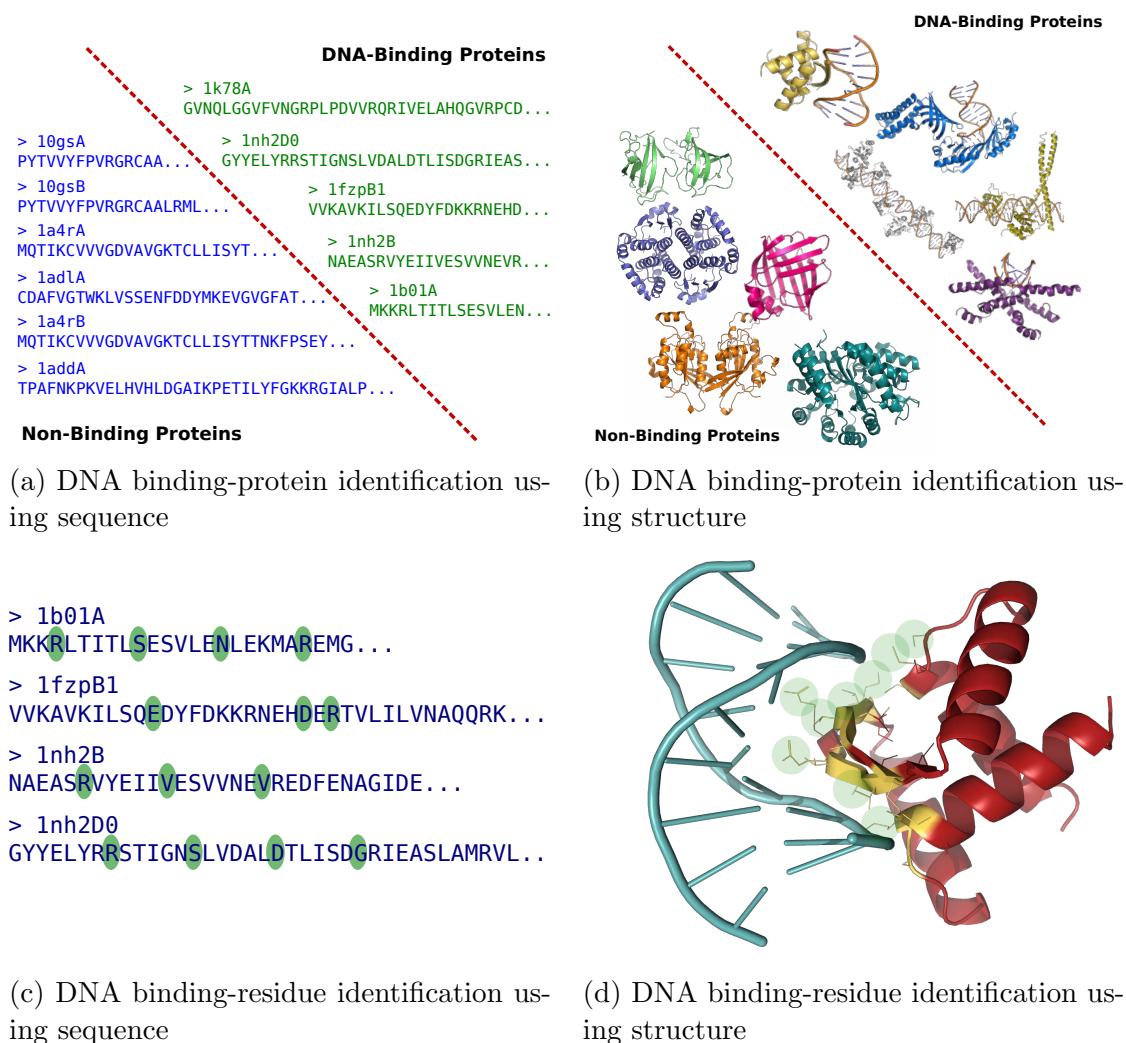 DNA-Binding Proteins
> 1k78A
GVNQLGGVFVNGRPLPDVVRQRIVELAHQGVRPCD...
> 10gsA
PYTVVYFPVRGRCAA...
> 1nh2D0
GYYELYRRSTIGNSLVDALDTLISDGRIEAS...
> 10gsB
PYTVVYFPVRGRCAALRML...
> 1fzpB1
VVKAVKILSQEDYFDKKRNEHD...
> 1a4rA
MQTIKCVVVGDVAVGKTCLLISYT...
> 1nh2B
NAEASRVYEIIVESVVNEVR...
> 1adlA
CDAFVGTWKLVSSENFDDYMKEVGVGFAT...
> 1b01A
MKKRLTITLSESVLEN...
> 1a4rB
MQTIKCVVVGDVAVGKTCLLISYTTNKFPSEY...
> 1addA
TPAFNKPKVELHVHLDGAIKPETILYFGKKRGIALP...
Non-Binding Proteins
(a) DNA binding-protein identification us-
ing sequence
DNA-Binding Proteins
Non-Binding Proteins
(b) DNA binding-protein identification us-
ing structure
> 1b01A
MKKRLTITLSESVLENLEKMAREMG...
> 1fzpB1
VVKAVKILSQEDYFDKKRNEHDERTVLILVNAQQRK...
> 1nh2B
NAEASRVYEIIVESVVNEVREDFENAGIDE...
> 1nh2D0
GYYELYRRSTIGNSLVDALDTLISDGRIEASLAMRVL..
(c) DNA binding-residue identification us-
ing sequence
(d) DNA binding-residue identification us-
ing structure